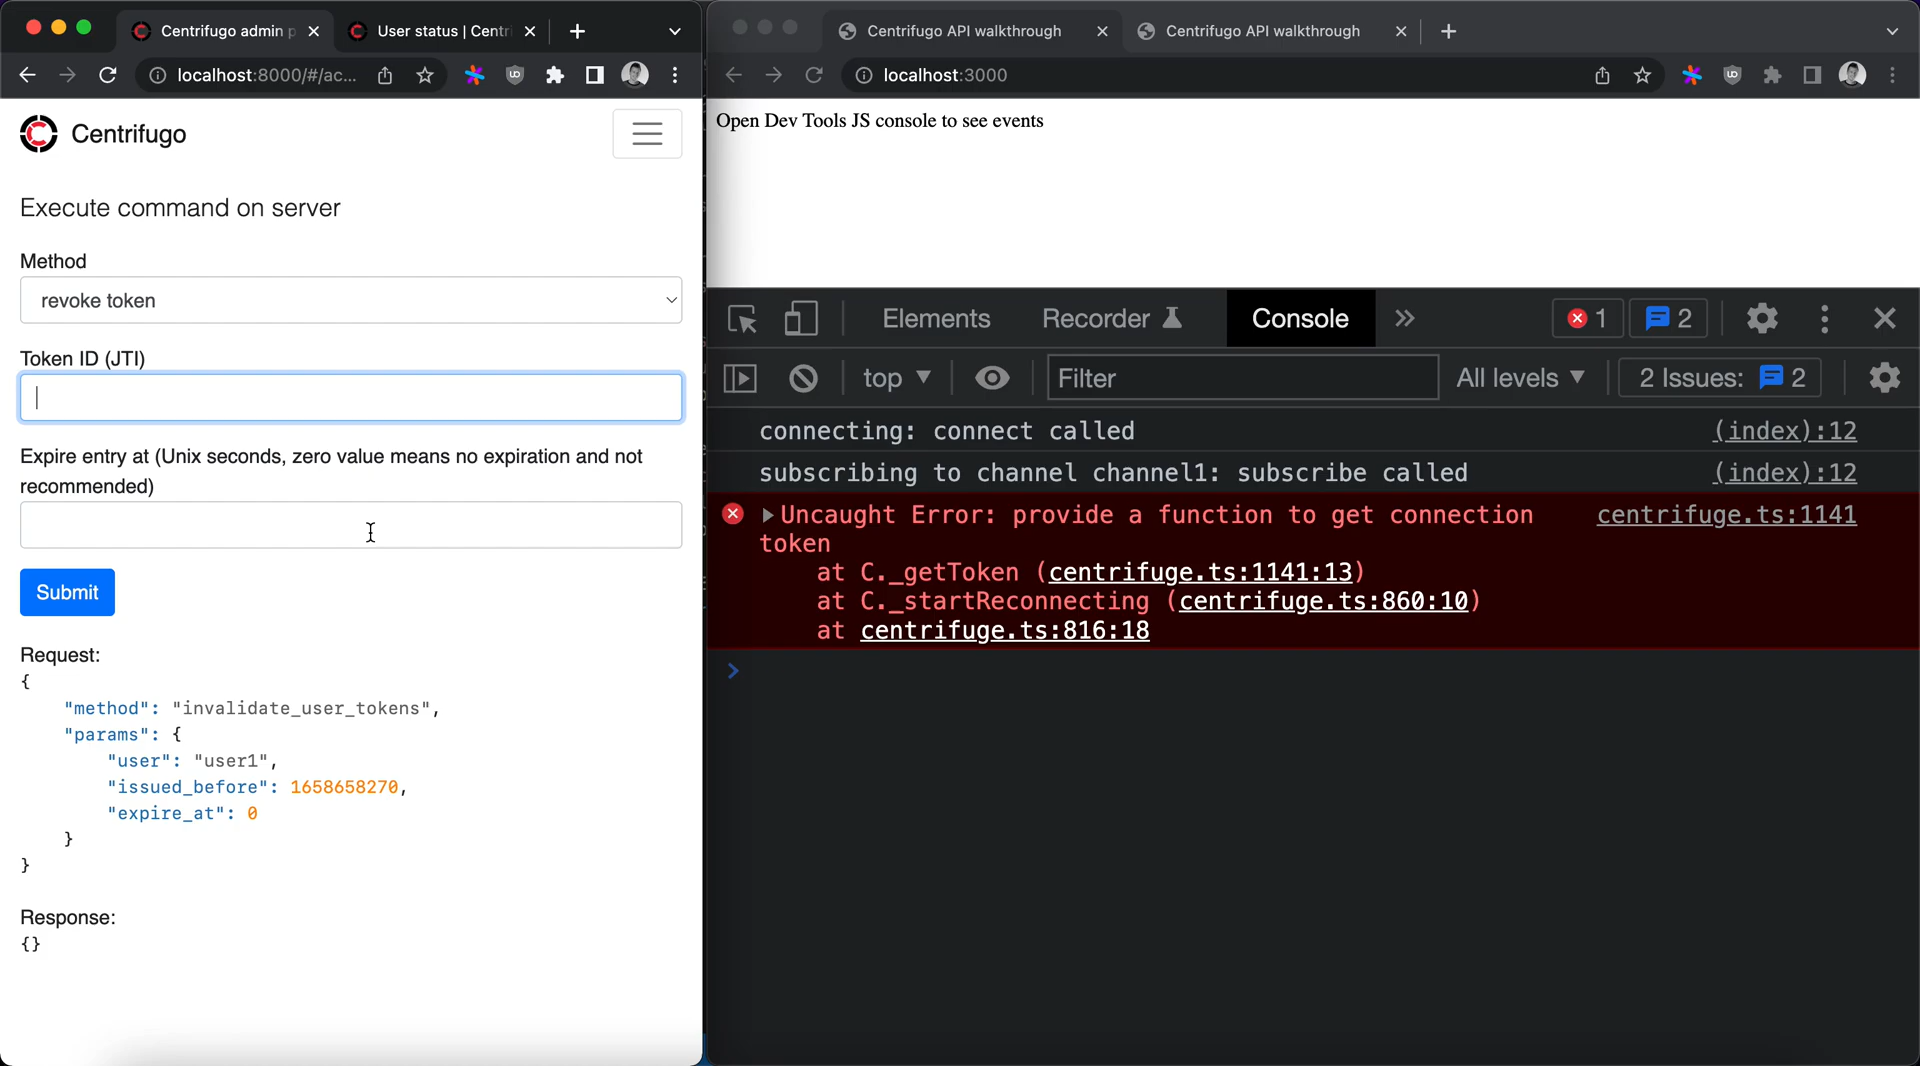 Centrifugo admin p
User status | Centri
localhost:8000/#/ac...
Centrifugo
Execute command on server
Method
revoke token
Token ID (JTI)
Expire entry at (Unix seconds, zero value means no expiration and not
recommended)
Submit
Request:
{
"method": "invalidate_user_tokens",
"params": {
"user": "user1",
"issued_before": 1658658270,
"expire_at": 0
}
}
Response:
{}
Centrifugo API walkthrough
Centrifugo API walkthrough
localhost:3000
Open Dev Tools JS console to see events
Elements
Recorder
Console
1
2
top
Filter
All levels
2 Issues:
2
connecting: connect called (index):12
subscribing to channel channel1: subscribe called (index):12
Uncaught Error: provide a function to get connection centrifuge.ts:1141
token
at C._getToken (centrifuge.ts:1141:13)
at C._startReconnecting (centrifuge.ts:860:10)
at centrifuge.ts:816:18